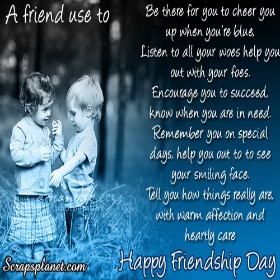 A friend use to
Be there for you to cheer you
up when you're blue,
Listen to all your woes help you
out with your foes.
Encourage you to succeed,
know when you are in need.
Remember you on special
days, help you out to to see
your smiling face.
Tell you how things really are,
with warm affection and
heartly care
Happy Friendship Day
Scrapsplanet.com